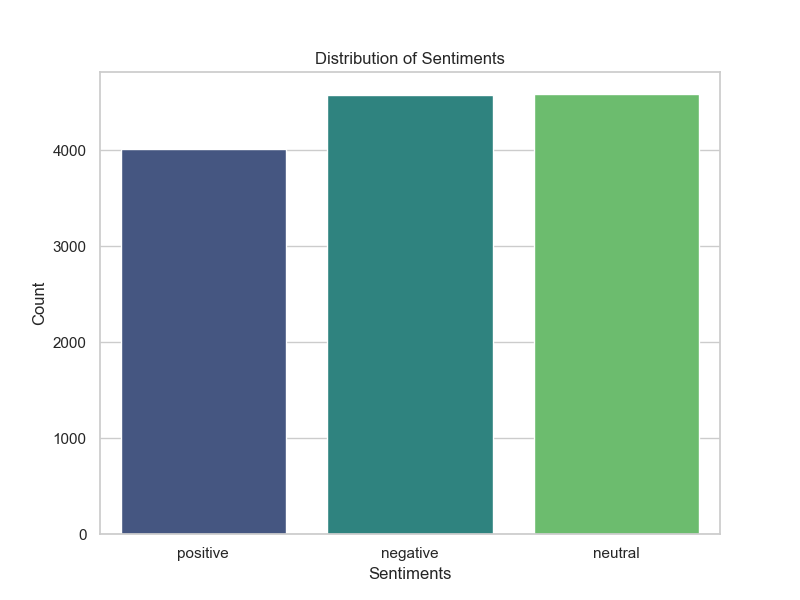 Distribution of Sentiments
Count
4000
3000
2000
1000
0
positive negative neutral
Sentiments